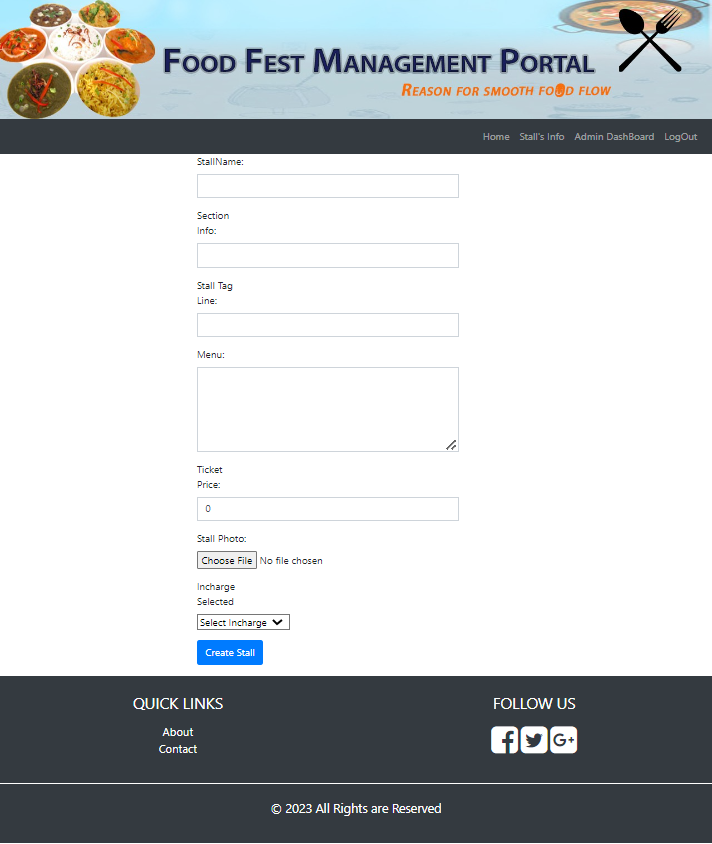 FOOD FEST MANAGEMENT PORTAL
REASON FOR SMOOTH FOOD FLOW
Home Stall's Info Admin DashBoard LogOut
StallName:
Section
Info:
Stall Tag
Line:
Menu:
Ticket
Price:
0
Stall Photo:
Choose File No file chosen
Incharge
Selected
Select Incharge
Create Stall
QUICK LINKS
About
Contact
FOLLOW US
f G+
© 2023 All Rights are Reserved